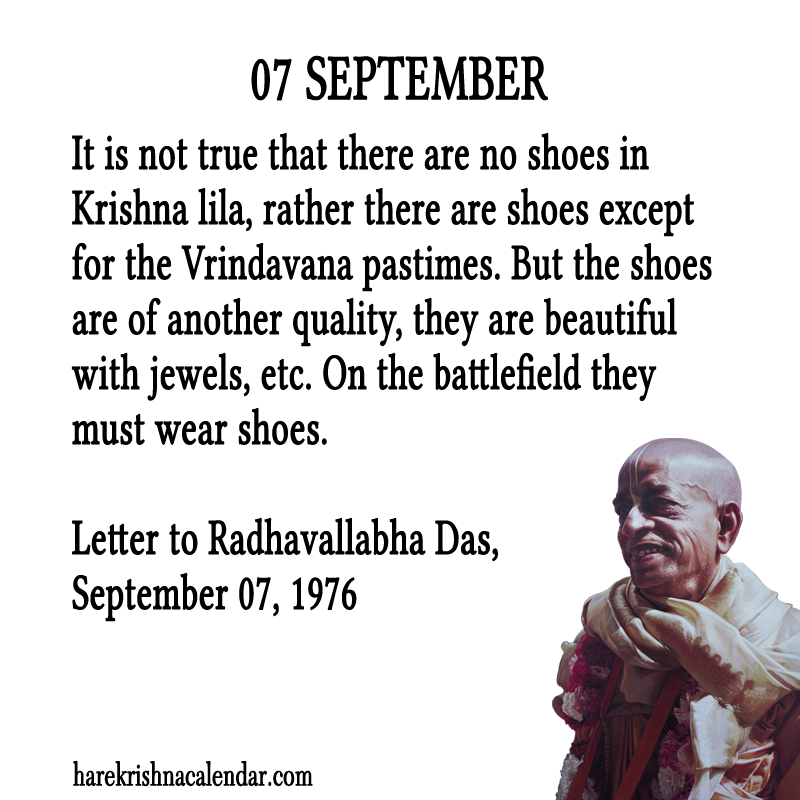 07 SEPTEMBER
It is not true that there are no shoes in
Krishna lila, rather there are shoes except
for the Vrindavana pastimes. But the shoes
are of another quality, they are beautiful
with jewels, etc. On the battlefield they
must wear shoes.
Letter to Radhavallabha Das,
September 07, 1976
harekrishnacalendar.com